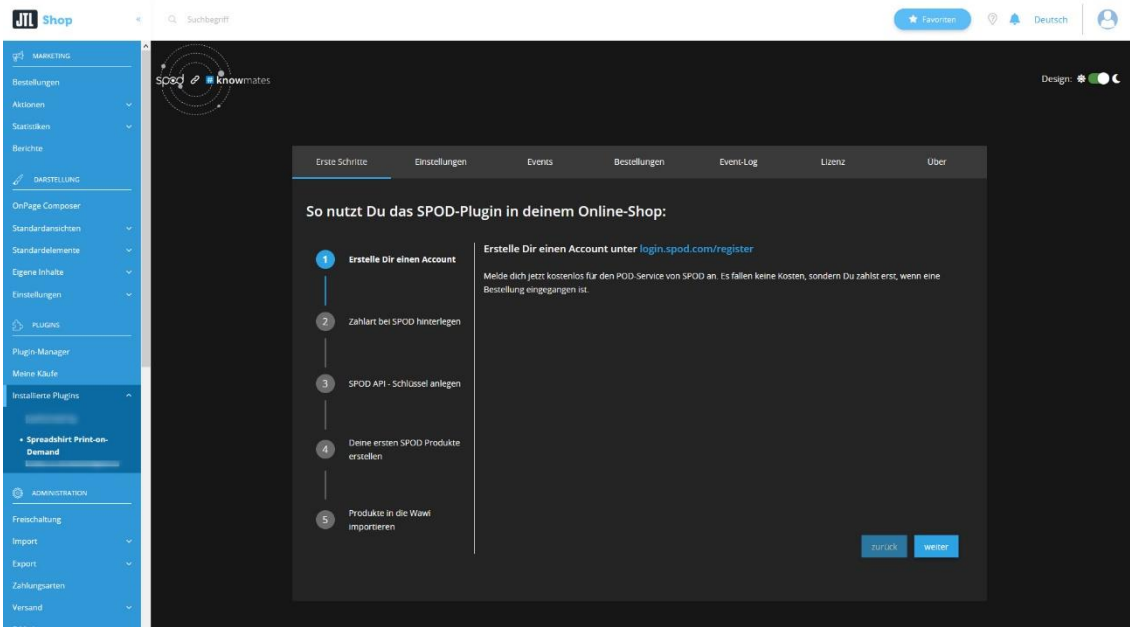 JTL Shop
Suchbegriff
Favoriten
Deutsch
MARKETING
Bestellungen
Aktionen
Statistiken
Berichte
DARSTELLUNG
OnPage Composer
Standardansichten
Standardelemente
Eigene Inhalte
Einstellungen
PLUGINS
Plugin-Manager
Meine Käufe
Installierte Plugins
• Spreadshirt Print-on-
Demand
ADMINISTRATION
Freischaltung
Import
Export
Zahlungsarten
Versand
spod # knowmates
Design:
Erste Schritte Einstellungen Events Bestellungen Event-Log Lizenz Über
So nutzt Du das SPOD-Plugin in deinem Online-Shop:
1 Erstelle Dir einen Account
2 Zahlart bei SPOD hinterlegen
3 SPOD API - Schlüssel anlegen
4 Deine ersten SPOD Produkte
erstellen
5 Produkte in die Wawi
importieren
Erstelle Dir einen Account unter login.spod.com/register
Melde dich jetzt kostenlos für den POD-Service von SPOD an. Es fallen keine Kosten, sondern Du zahlst erst, wenn eine
Bestellung eingegangen ist.
zurück weiter